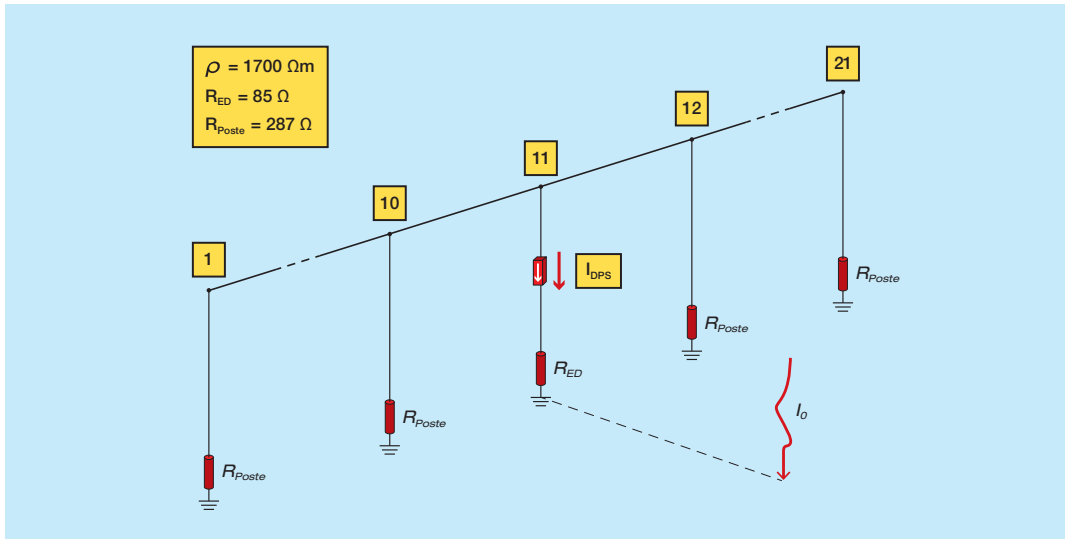 ρ = 1700 Ωm
R_ED = 85 Ω
R_Poste = 287 Ω
21
12
11
10
1
I_DPS
R_Poste
R_Poste
R_ED
I_0
R_Poste
R_Poste